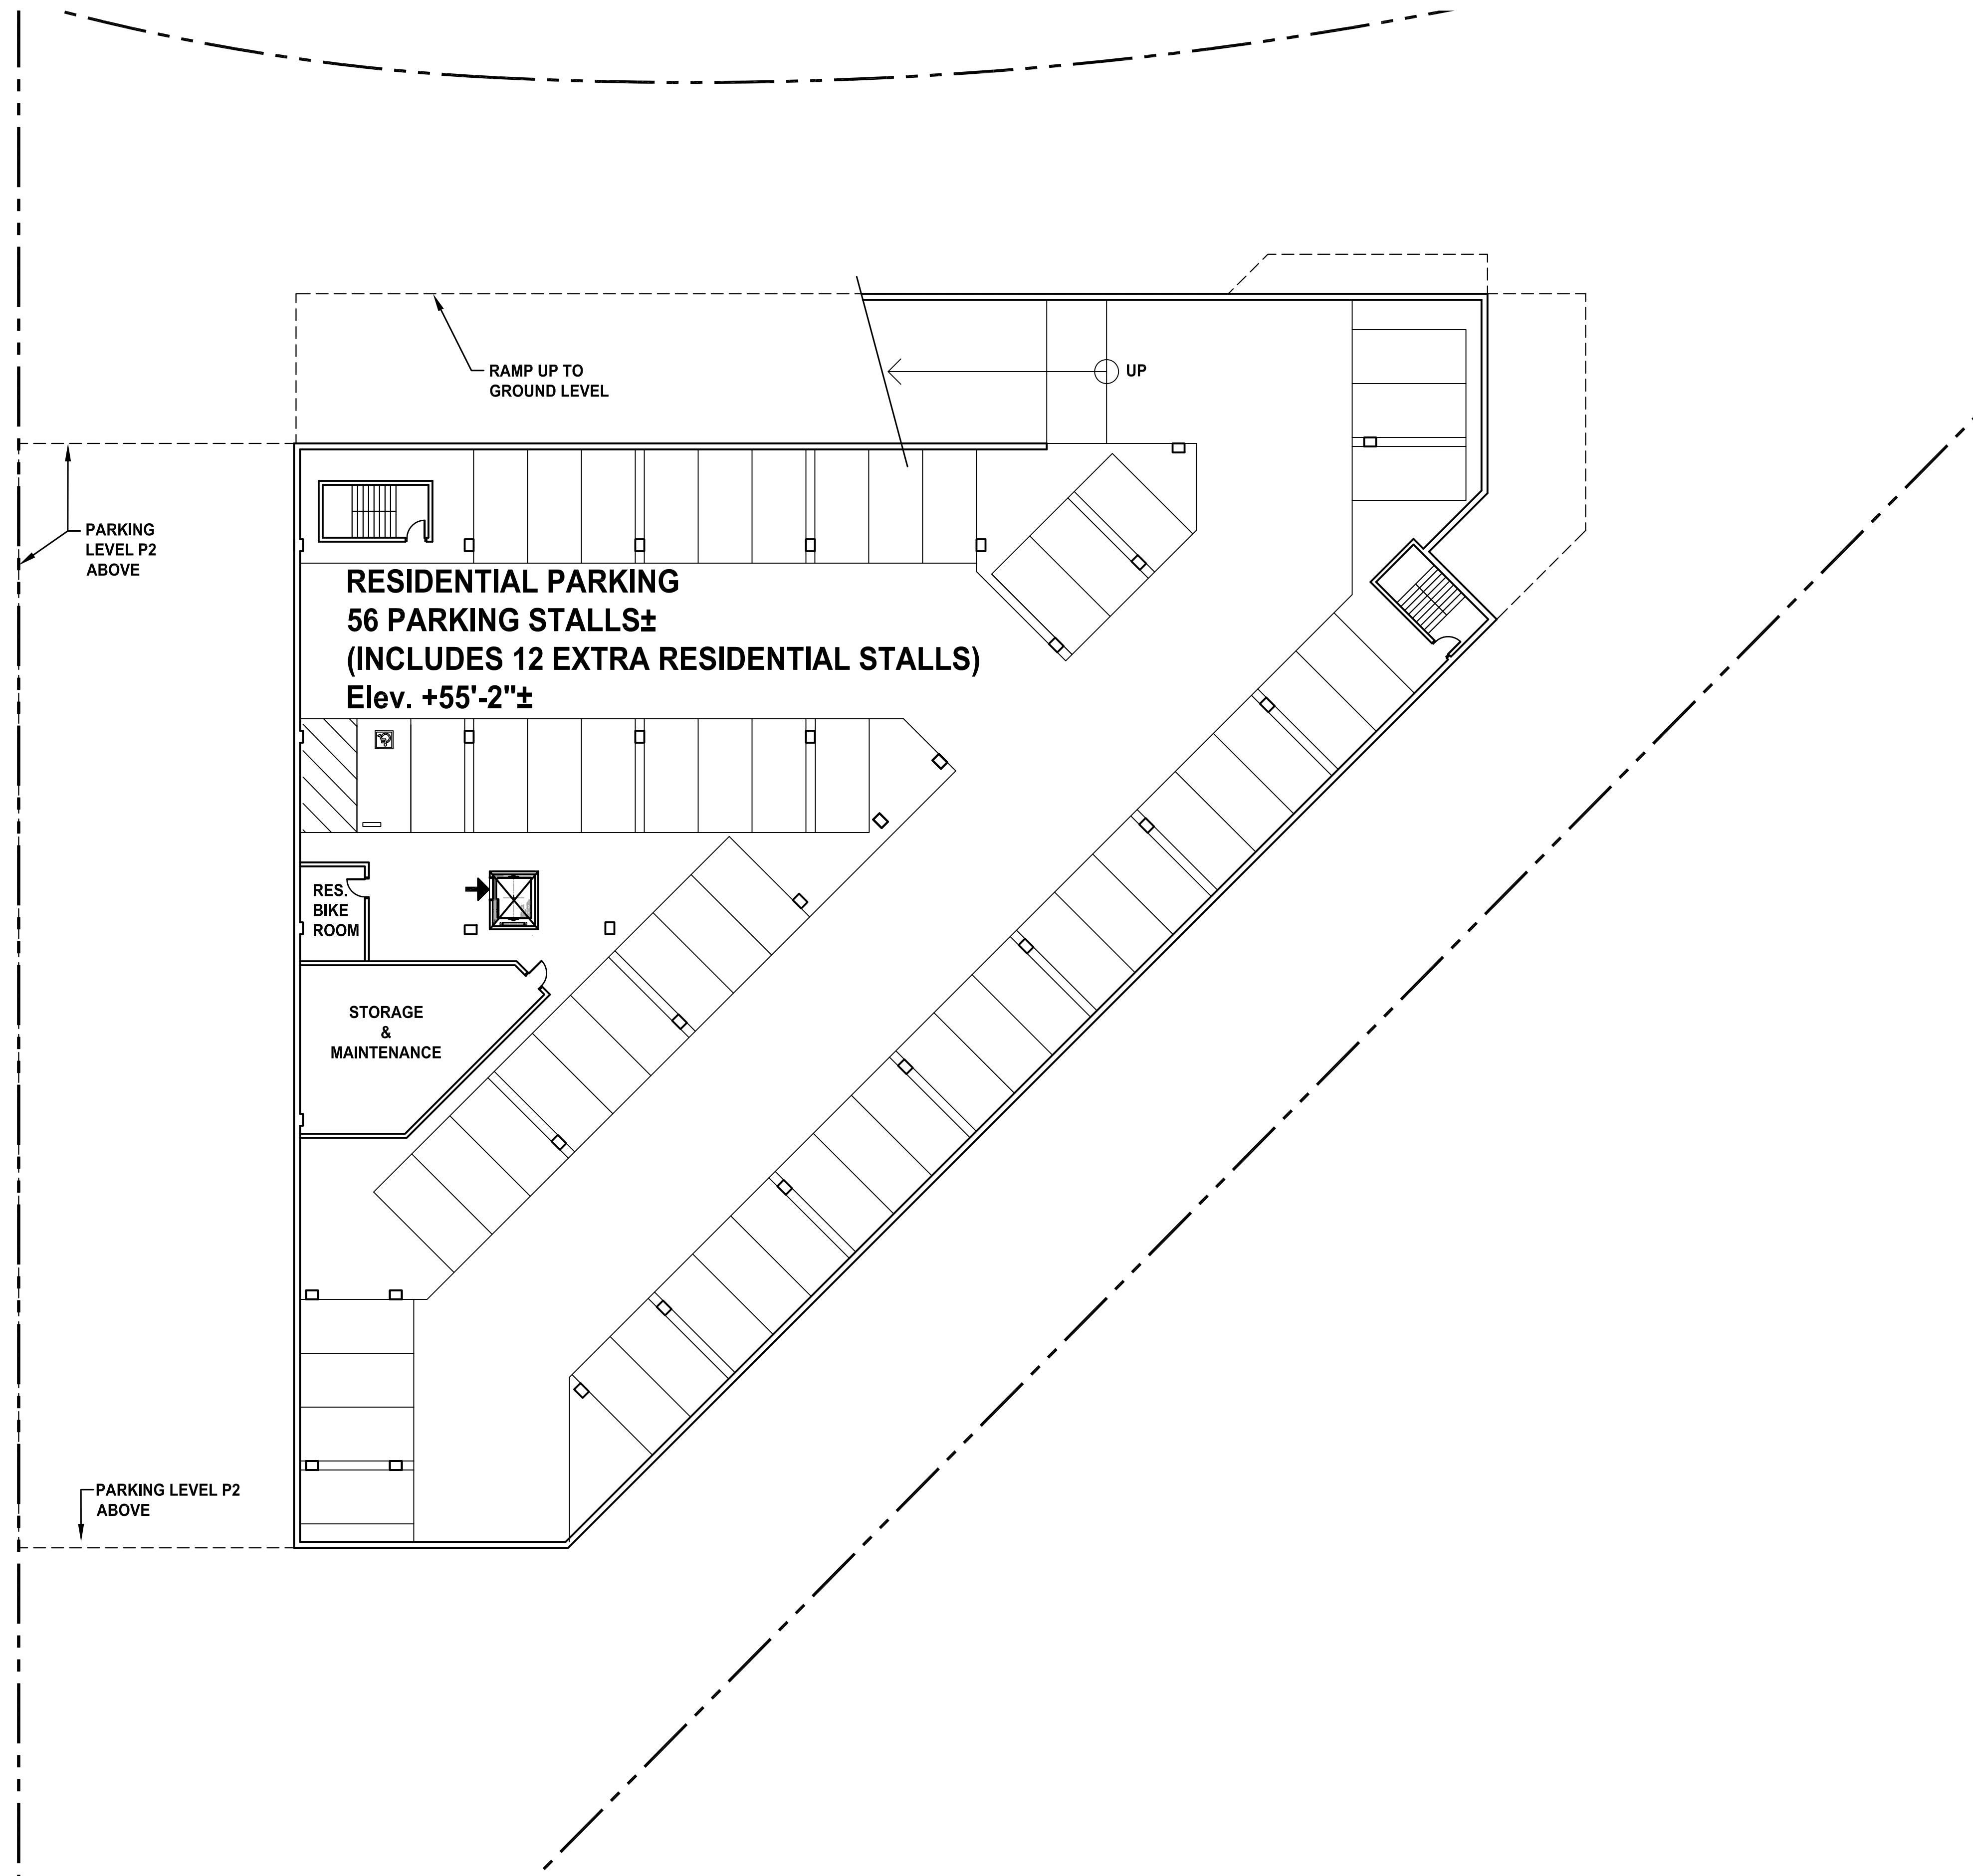 RAMP UP TO
GROUND LEVEL
UP
PARKING
LEVEL P2
ABOVE
RESIDENTIAL PARKING
56 PARKING STALLS±
(INCLUDES 12 EXTRA RESIDENTIAL STALLS)
Elev. +55'-2"±
RES.
BIKE
ROOM
STORAGE
&
MAINTENANCE
PARKING LEVEL P2
ABOVE